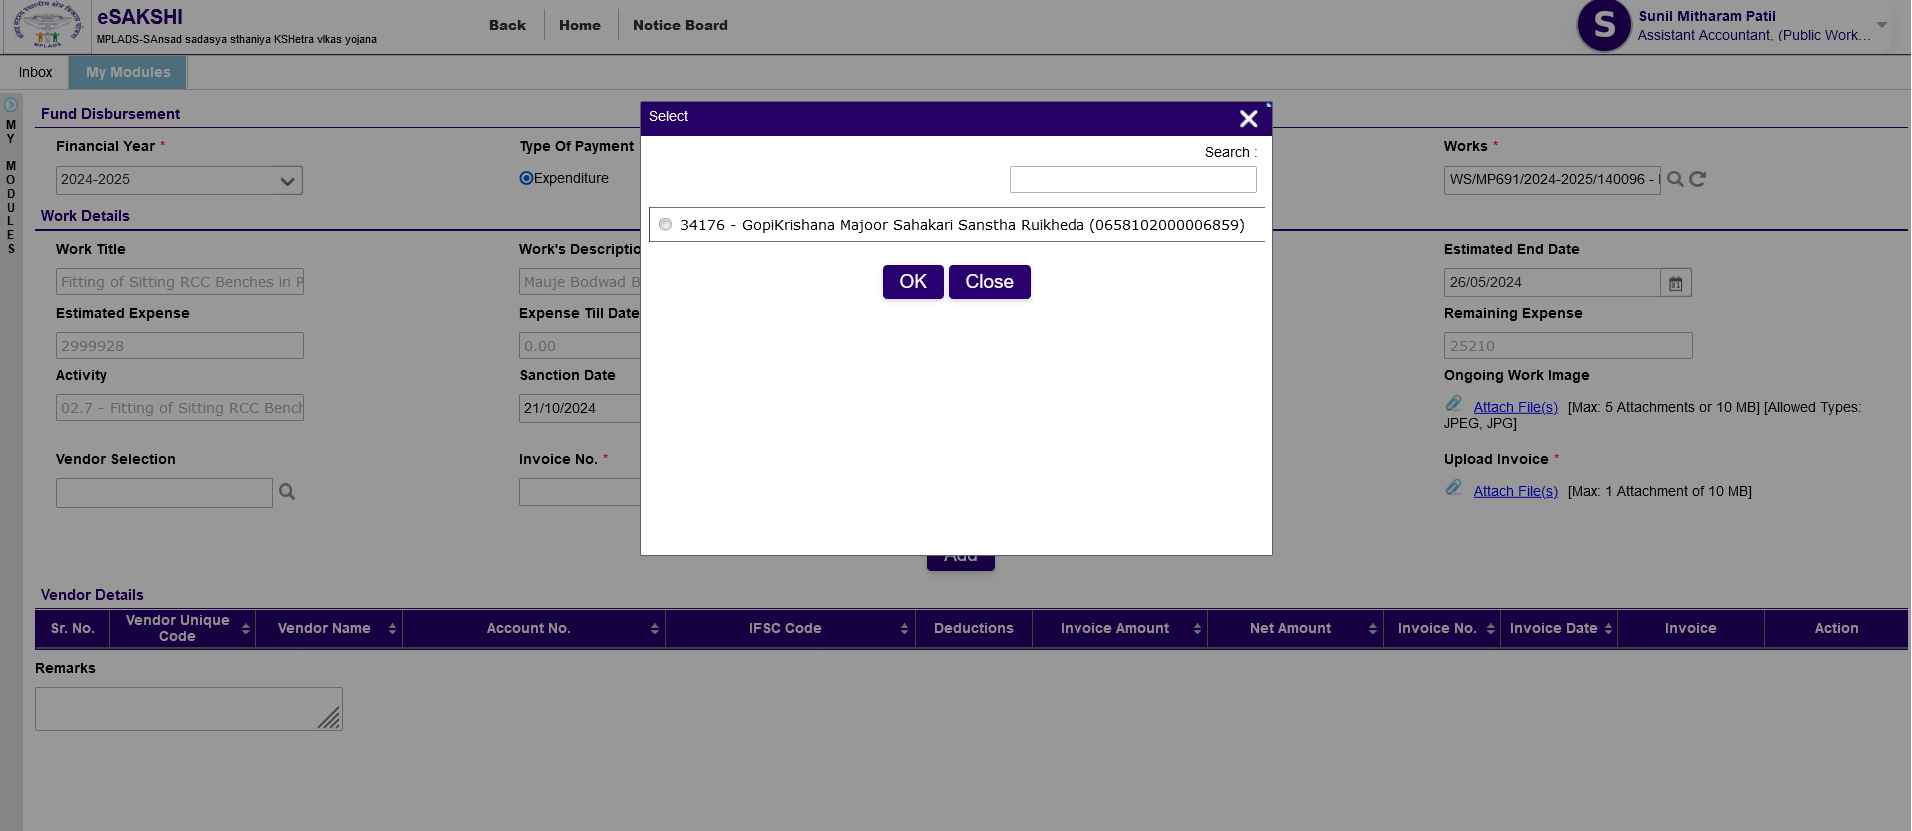 eSAKSHI
MPLADS-SAnsad sadasya sthaniya KSHetra vIkas yojana
MPLADS
Back
Home
Notice Board
S
Sunil Mitharam Patil
Assistant Accountant, (Public Work...
Inbox
My Modules
MY MODULES
Fund Disbursement
Financial Year *
Type Of Payment
Works *
2024-2025
Expenditure
WS/MP691/2024-2025/140096 -
Select
Search :
34176 - GopiKrishana Majoor Sahakari Sanstha Ruikheda (0658102000006859)
OK
Close
Work Details
Work Title
Work's Descriptio
Estimated End Date
Fitting of Sitting RCC Benches in P
Mauje Bodwad B
26/05/2024
Estimated Expense
Expense Till Date
Remaining Expense
2999928
0.00
25210
Activity
Sanction Date
Ongoing Work Image
02.7 - Fitting of Sitting RCC Bench
21/10/2024
Attach File(s) [Max: 5 Attachments or 10 MB] [Allowed Types:
JPEG, JPG]
Vendor Selection
Invoice No. *
Upload Invoice *
Attach File(s) [Max: 1 Attachment of 10 MB]
Add
Vendor Details
Sr. No.
Vendor Unique
Code
Vendor Name
Account No.
IFSC Code
Deductions
Invoice Amount
Net Amount
Invoice No.
Invoice Date
Invoice
Action
Remarks